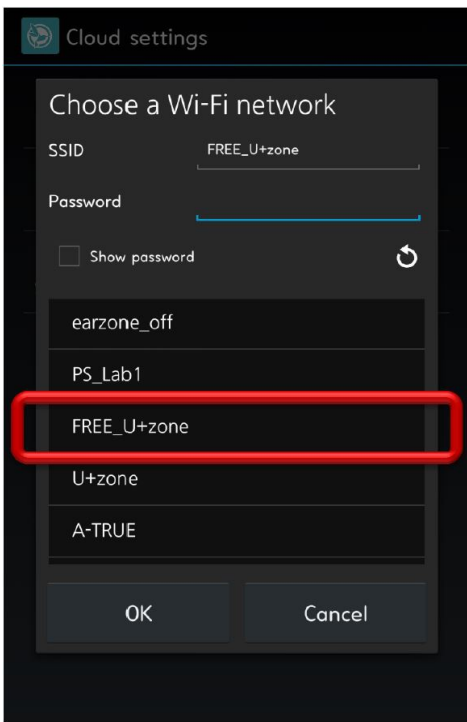 Cloud settings
Choose a Wi-Fi network
SSID FREE_U+zone
Password
Show password
earzone_off
PS_Lab1
FREE_U+zone
U+zone
A-TRUE
OK Cancel